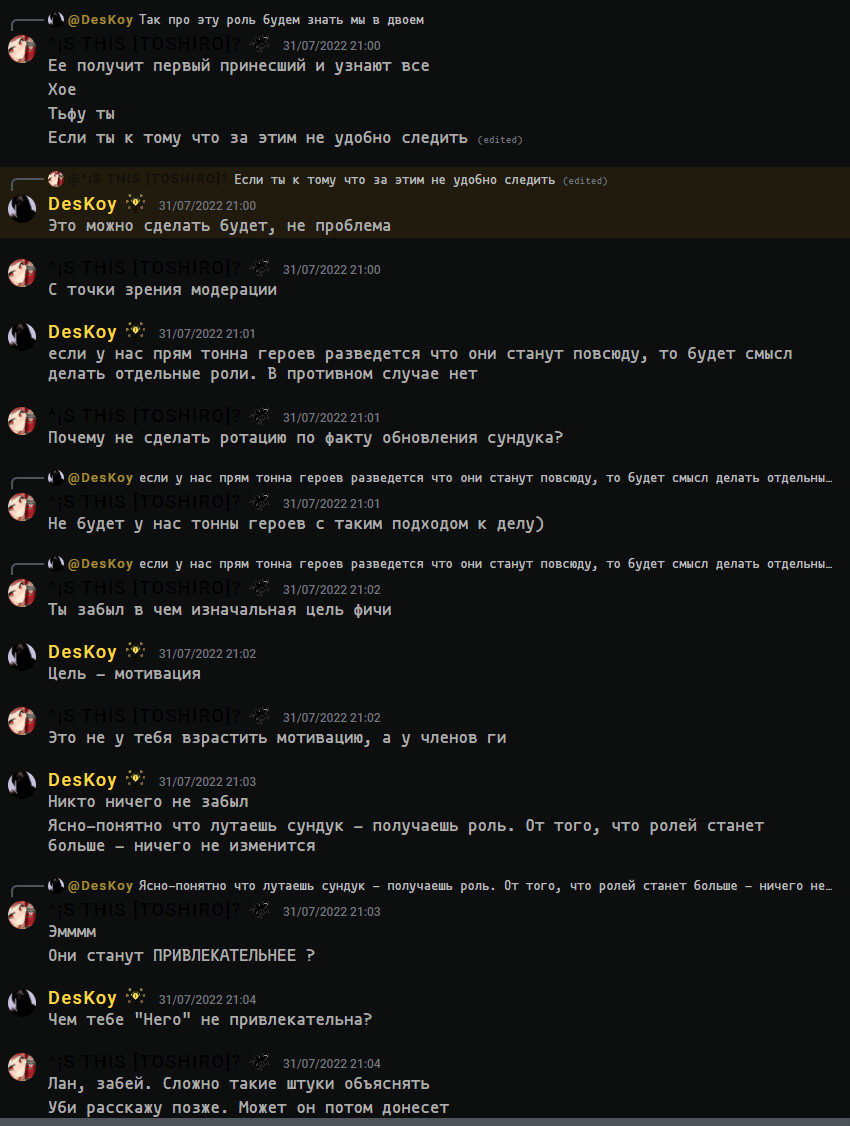 @DesKoy Так про эту роль будем знать мы в двоем
^¡S THIS [TOSHIRO]? 31/07/2022 21:00
Ее получит первый принесший и узнают все
Хое
Тьфу ты
Если ты к тому что за этим не удобно следить (edited)
@^¡S THIS [TOSHIRO]? Если ты к тому что за этим не удобно следить (edited)
DesKoy 31/07/2022 21:00
Это можно сделать будет, не проблема
^¡S THIS [TOSHIRO]? 31/07/2022 21:00
С точки зрения модерации
DesKoy 31/07/2022 21:01
если у нас прям тонна героев разведется что они станут повсюду, то будет смысл
делать отдельные роли. В противном случае нет
^¡S THIS [TOSHIRO]? 31/07/2022 21:01
Почему не сделать ротацию по факту обновления сундука?
@DesKoy если у нас прям тонна героев разведется что они станут повсюду, то будет смысл делать отдельны…
^¡S THIS [TOSHIRO]? 31/07/2022 21:01
Не будет у нас тонны героев с таким подходом к делу)
@DesKoy если у нас прям тонна героев разведется что они станут повсюду, то будет смысл делать отдельны…
^¡S THIS [TOSHIRO]? 31/07/2022 21:02
Ты забыл в чем изначальная цель фичи
DesKoy 31/07/2022 21:02
Цель – мотивация
^¡S THIS [TOSHIRO]? 31/07/2022 21:02
Это не у тебя взрастить мотивацию, а у членов ги
DesKoy 31/07/2022 21:03
Никто ничего не забыл
Ясно-понятно что лутаешь сундук – получаешь роль. От того, что ролей станет
больше – ничего не изменится
@DesKoy Ясно-понятно что лутаешь сундук – получаешь роль. От того, что ролей станет больше – ничего не…
^¡S THIS [TOSHIRO]? 31/07/2022 21:03
Эмммм
Они станут ПРИВЛЕКАТЕЛЬНЕЕ ?
DesKoy 31/07/2022 21:04
Чем тебе "Него" не привлекательна?
^¡S THIS [TOSHIRO]? 31/07/2022 21:04
Лан, забей. Сложно такие штуки объяснять
Уби расскажу позже. Может он потом донесет